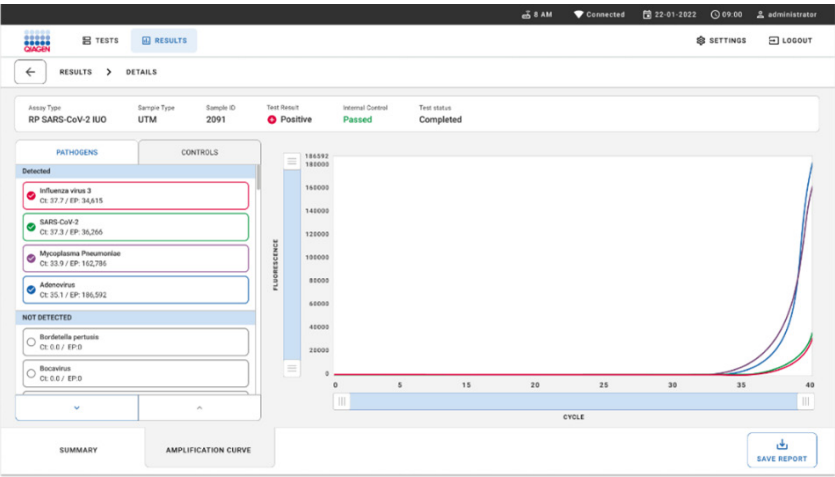 8 AM Connected 22-01-2022 09:00 administrator
QIAGEN TESTS RESULTS SETTINGS LOGOUT
RESULTS > DETAILS
Assay Type Sample Type Sample ID Test Result Internal Control Test status
RP SARS-CoV-2 IUO UTM 2091 Positive Passed Completed
PATHOGENS CONTROLS
Detected
Influenza virus 3
Ct: 37.7 / EP: 34,615
SARS-CoV-2
Ct: 37.3 / EP: 36,266
Mycoplasma Pneumoniae
Ct: 33.9 / EP: 162,786
Adenovirus
Ct: 35.1 / EP: 186,592
NOT DETECTED
Bordetella pertusis
Ct: 0.0 / EP:0
Bocavirus
Ct: 0.0 / EP:0
FLUORESCENCE
186592
180000
160000
140000
120000
100000
80000
60000
40000
20000
0
0 5 15 20 25 30 35 40
CYCLE
SUMMARY AMPLIFICATION CURVE SAVE REPORT